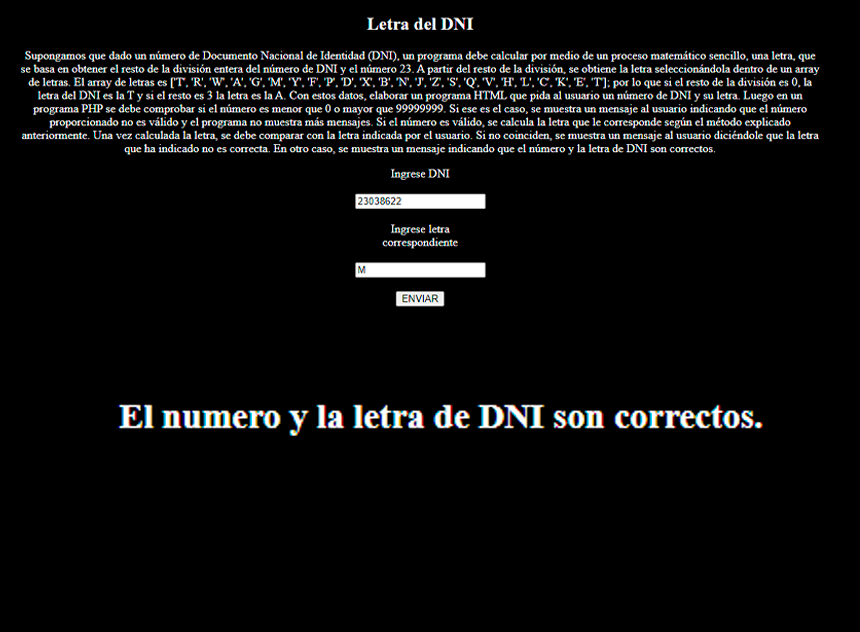 Letra del DNI
Supongamos que dado un número de Documento Nacional de Identidad (DNI), un programa debe calcular por medio de un proceso matemático sencillo, una letra, que
se basa en obtener el resto de la división entera del número de DNI y el número 23. A partir del resto de la división, se obtiene la letra seleccionándola dentro de un array
de letras. El array de letras es ['T', 'R', 'W', 'A', 'G', 'M', 'Y', 'F', 'P', 'D', 'X', 'B', 'N', 'J', 'Z', 'S', 'Q', 'V', 'H', 'L', 'C', 'K', 'E', 'T']; por lo que si el resto de la división es 0, la
letra del DNI es la T y si el resto es 3 la letra es la A. Con estos datos, elaborar un programa HTML que pida al usuario un número de DNI y su letra. Luego en un
programa PHP se debe comprobar si el número es menor que 0 o mayor que 99999999. Si ese es el caso, se muestra un mensaje al usuario indicando que el número
proporcionado no es válido y el programa no muestra más mensajes. Si el número es válido, se calcula la letra que le corresponde según el método explicado
anteriormente. Una vez calculada la letra, se debe comparar con la letra indicada por el usuario. Si no coinciden, se muestra un mensaje al usuario diciéndole que la letra
que ha indicado no es correcta. En otro caso, se muestra un mensaje indicando que el número y la letra de DNI son correctos.
Ingrese DNI
23038622
Ingrese letra
correspondiente
M
ENVIAR
El numero y la letra de DNI son correctos.